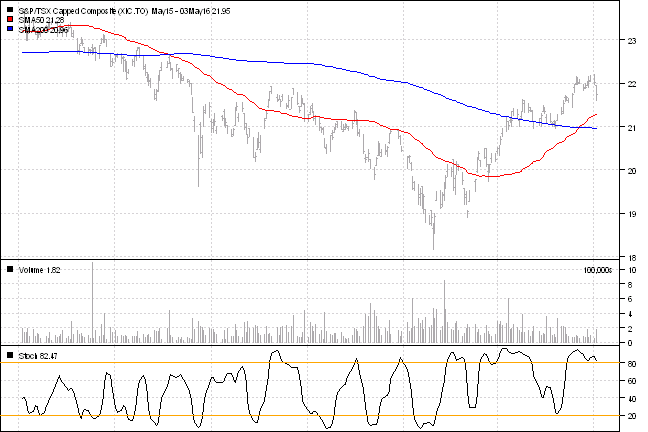 S&P/TSX Capped Composite (XIC.TO) May15 - 03May16 21.95
SMA50 21.28
SMA200 20.96
23
22
21
20
19
18
Volume 1.82
100,000s
10
8
6
4
2
0
Stoch 82.47
80
60
40
20